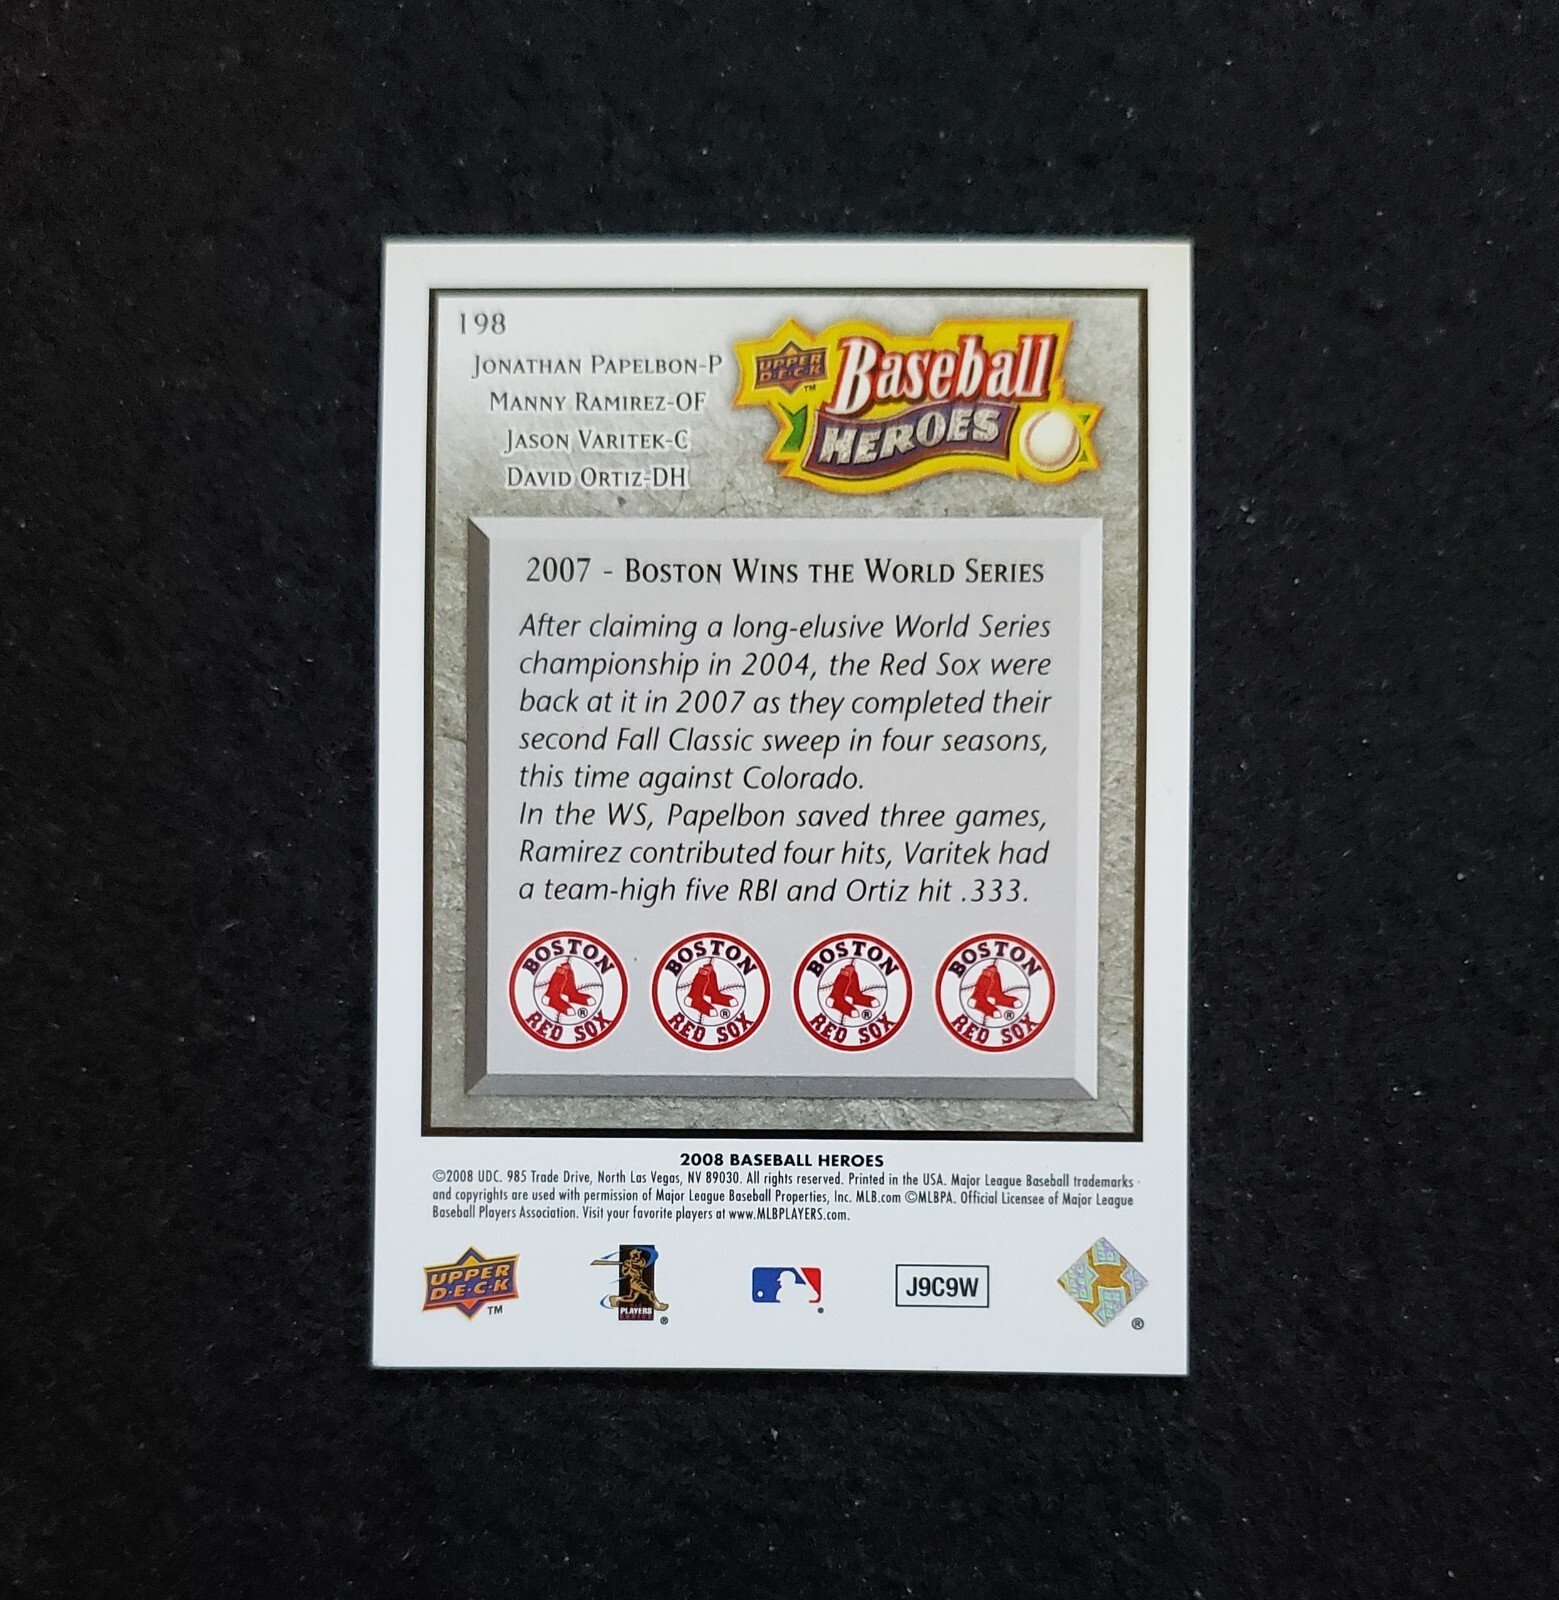 198
JONATHAN PAPELBON-P
MANNY RAMIREZ-OF
JASON VARITEK-C
DAVID ORTIZ-DH
UPPER
D·E·C·K
TM
Baseball
HEROES
2007 - BOSTON WINS THE WORLD SERIES
After claiming a long-elusive World Series
championship in 2004, the Red Sox were
back at it in 2007 as they completed their
second Fall Classic sweep in four seasons,
this time against Colorado.
In the WS, Papelbon saved three games,
Ramirez contributed four hits, Varitek had
a team-high five RBI and Ortiz hit .333.
BOSTON
RED SOX
®
BOSTON
RED SOX
®
BOSTON
RED SOX
®
BOSTON
RED SOX
®
2008 BASEBALL HEROES
©2008 UDC. 985 Trade Drive, North Las Vegas, NV 89030. All rights reserved. Printed in the USA. Major League Baseball trademarks
and copyrights are used with permission of Major League Baseball Properties, Inc. MLB.com ©MLBPA. Official Licensee of Major League
Baseball Players Association. Visit your favorite players at www.MLBPLAYERS.com.
UPPER
D·E·C·K
TM
PLAYERS
CHOICE
®
J9C9W
®